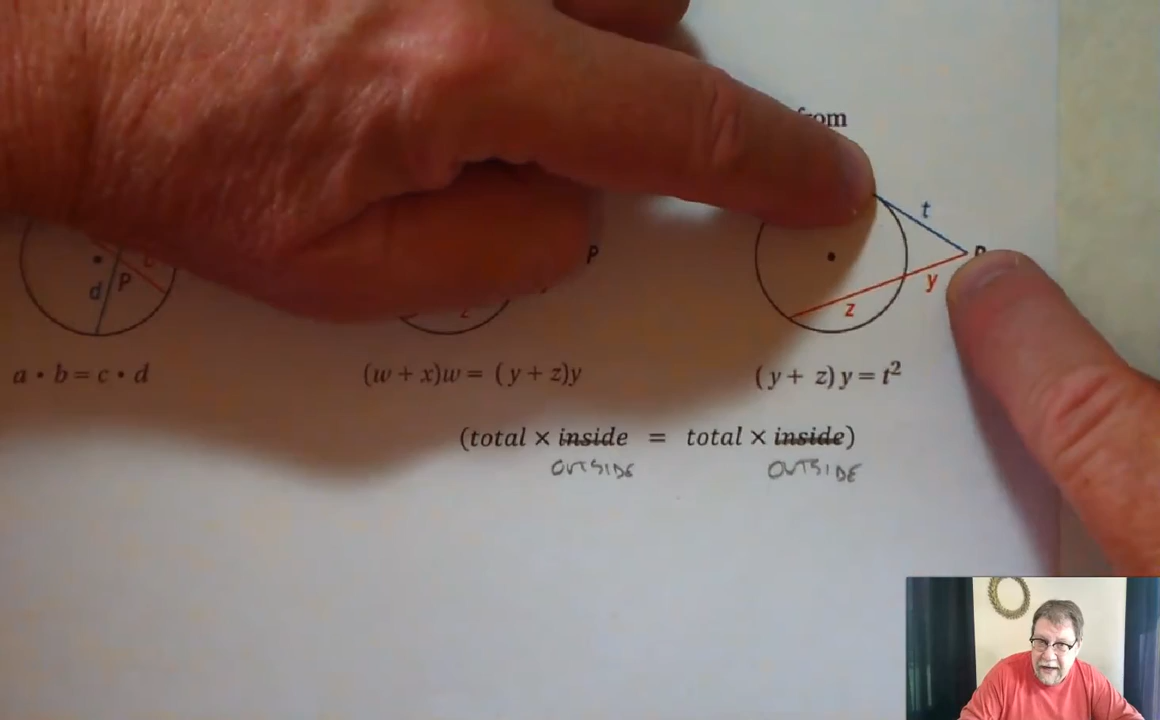 from
t
P
P
d
y
z
a • b = c • d
(w + x)w = (y + z)y
(y + z) y = t²
(total × inside = total × inside)
OUTSIDE OUTSIDE